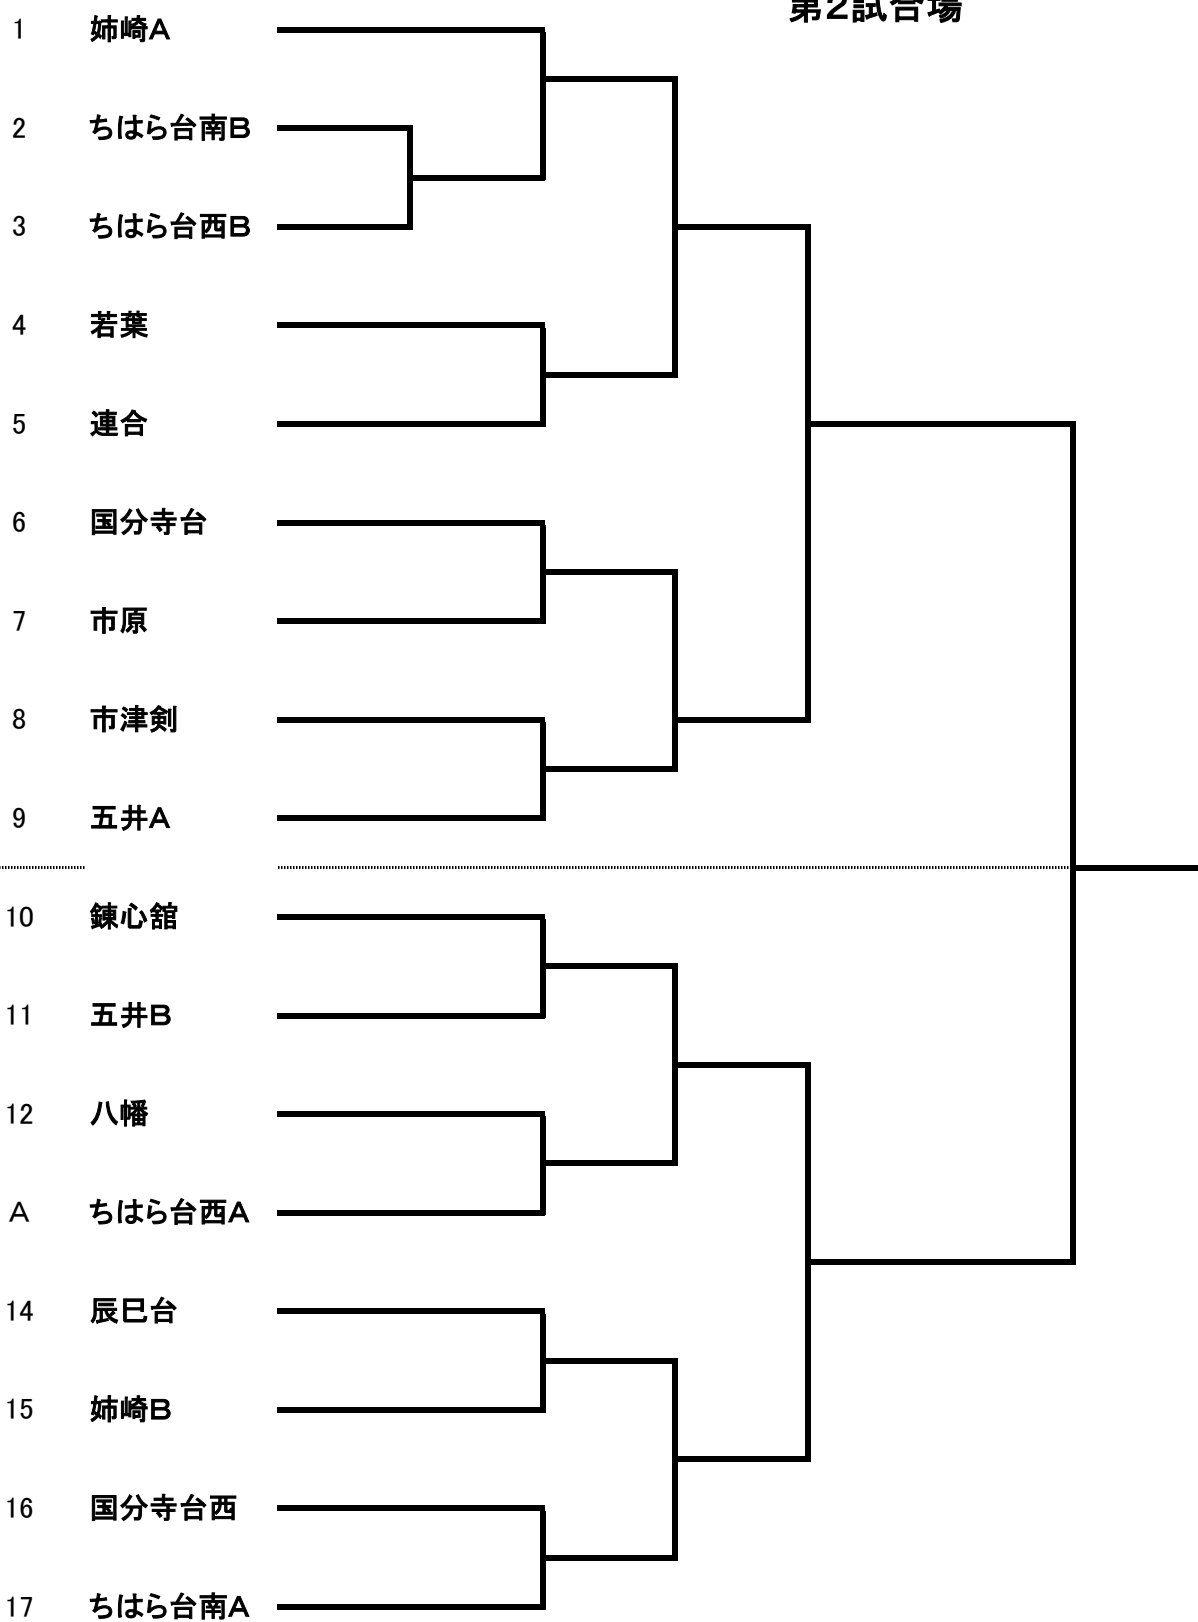 第2試合場
1 姉崎A
2 ちはら台南B
3 ちはら台西B
4 若葉
5 連合
6 国分寺台
7 市原
8 市津剣
9 五井A
10 錬心舘
11 五井B
12 八幡
A ちはら台西A
14 辰巳台
15 姉崎B
16 国分寺台西
17 ちはら台南A